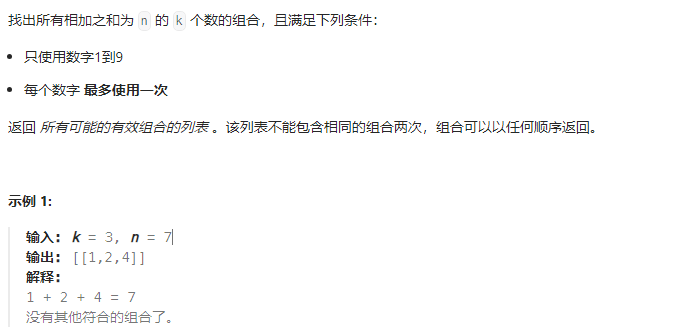 找出所有相加之和为 n 的 k 个数的组合，且满足下列条件：
只使用数字1到9
每个数字 最多使用一次
返回 所有可能的有效组合的列表 。该列表不能包含相同的组合两次，组合可以以任何顺序返回。
示例 1:
输入: k = 3, n = 7
输出: [[1,2,4]]
解释:
1 + 2 + 4 = 7
没有其他符合的组合了。